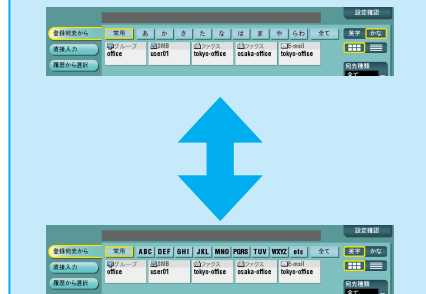 設定確認
登録宛先から 常用 あ か さ た な は ま や らわ 全て 英字 かな
直接入力 グループ SMB ファクス ファクス E-mail
office user01 tokyo-office osaka-office tokyo-office
履歴から選択 宛先種類
全て
設定確認
登録宛先から 常用 ABC DEF GHI JKL MNO PQRS TUV WXYZ etc 全て 英字 かな
直接入力 グループ SMB ファクス ファクス E-mail
office user01 tokyo-office osaka-office tokyo-office
履歴から選択 宛先種類
全て